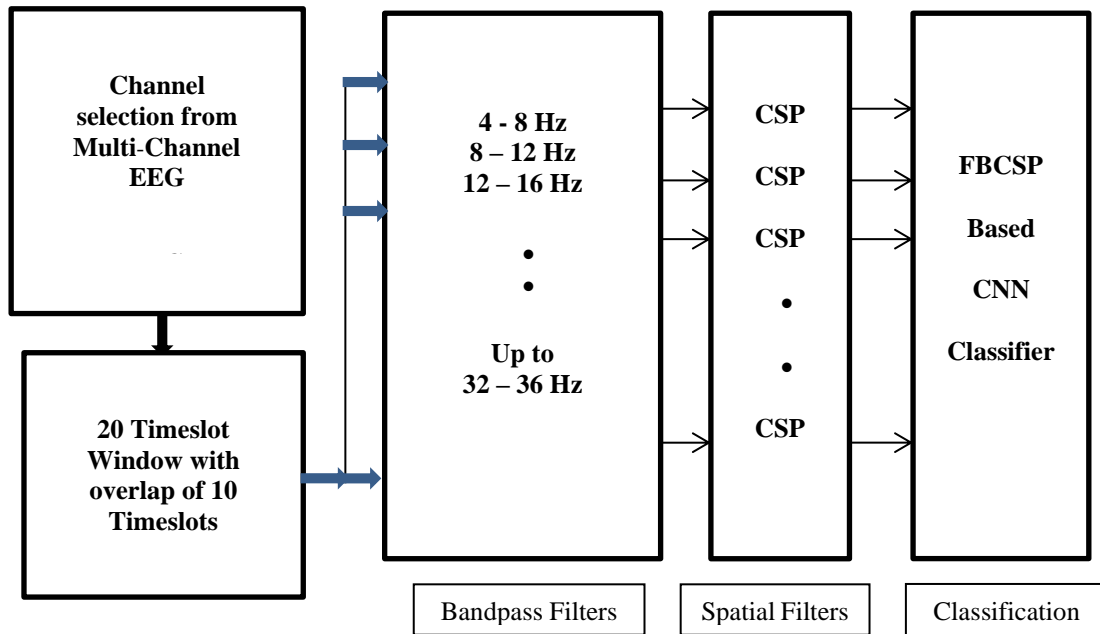 Channel
selection from
Multi-Channel
EEG
20 Timeslot
Window with
overlap of 10
Timeslots
4 - 8 Hz
8 – 12 Hz
12 – 16 Hz
•
•
Up to
32 – 36 Hz
CSP
CSP
CSP
•
•
CSP
FBCSP
Based
CNN
Classifier
Bandpass Filters
Spatial Filters
Classification